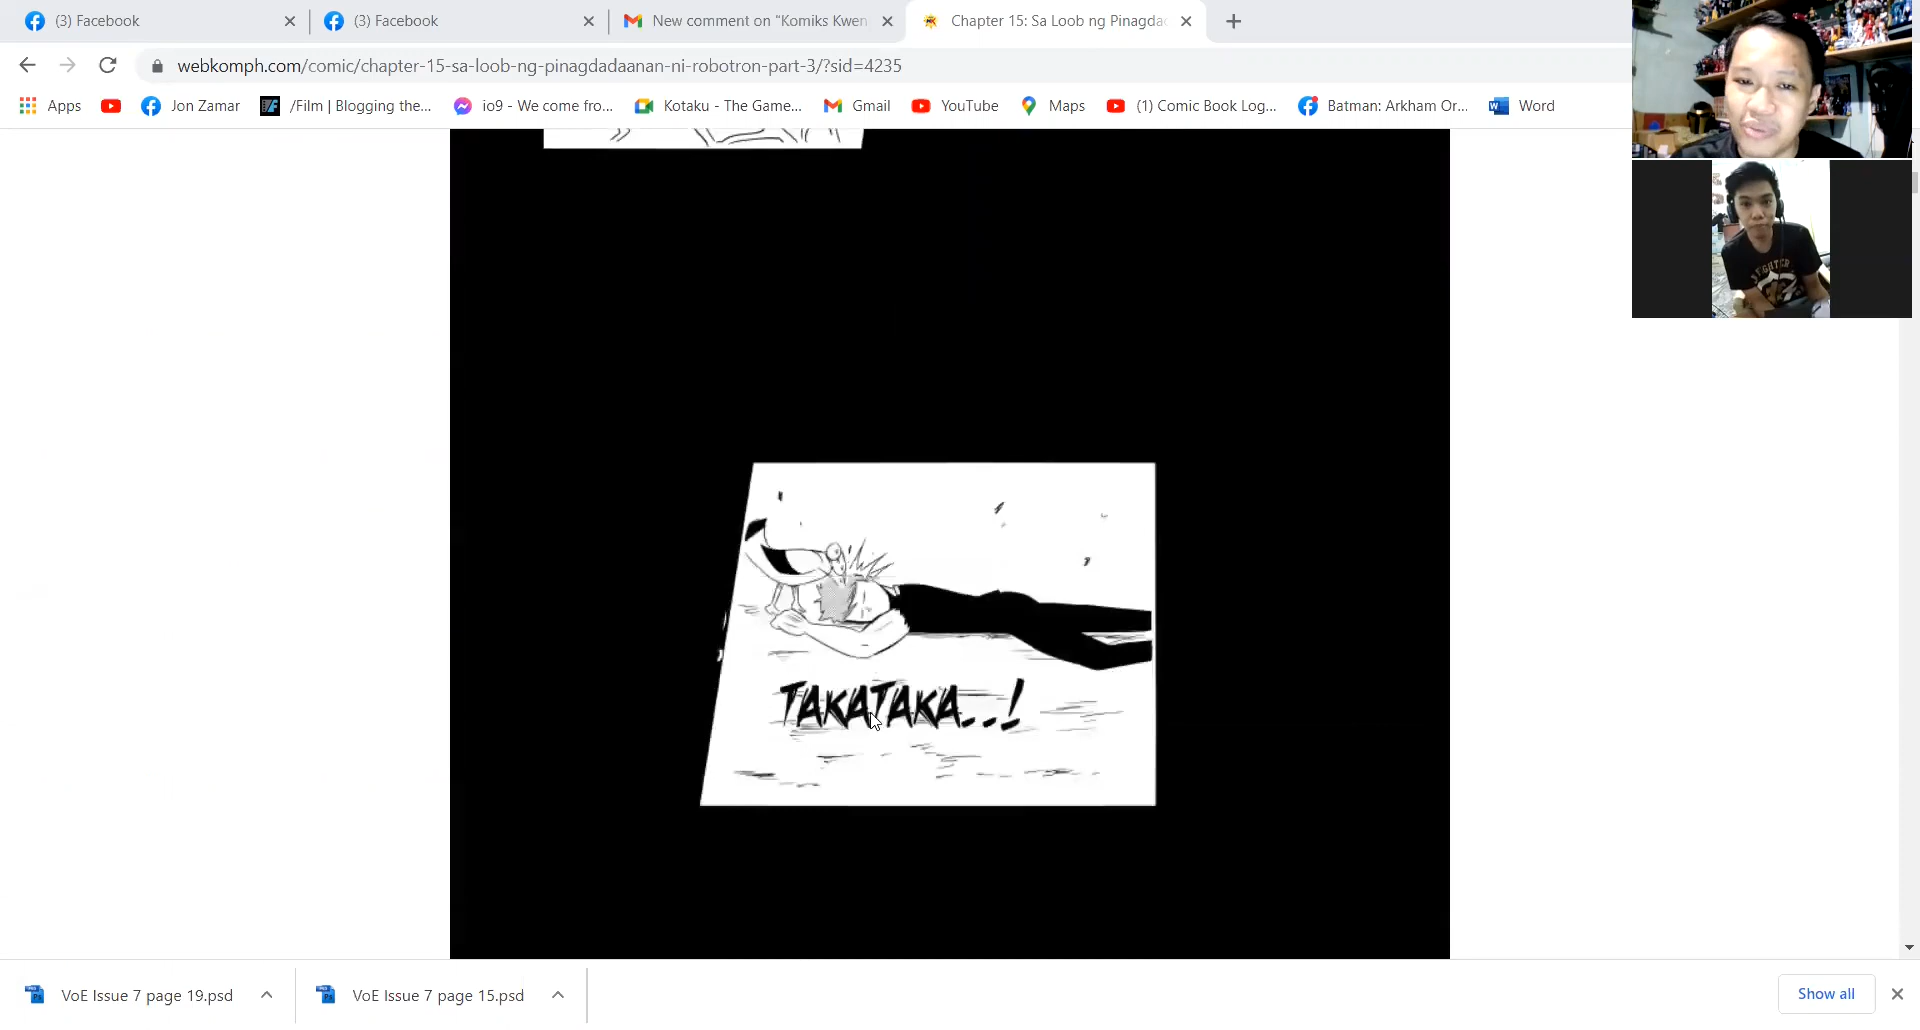 (3) Facebook
(3) Facebook
New comment on "Komiks Kwen
Chapter 15: Sa Loob ng Pinagda
webkomph.com/comic/chapter-15-sa-loob-ng-pinagdadaanan-ni-robotron-part-3/?sid=4235
Apps
Jon Zamar
/Film | Blogging the...
io9 - We come fro...
Kotaku - The Game...
Gmail
YouTube
Maps
(1) Comic Book Log...
Batman: Arkham Or...
Word
TAKATAKA..!
VoE Issue 7 page 19.psd
VoE Issue 7 page 15.psd
Show all